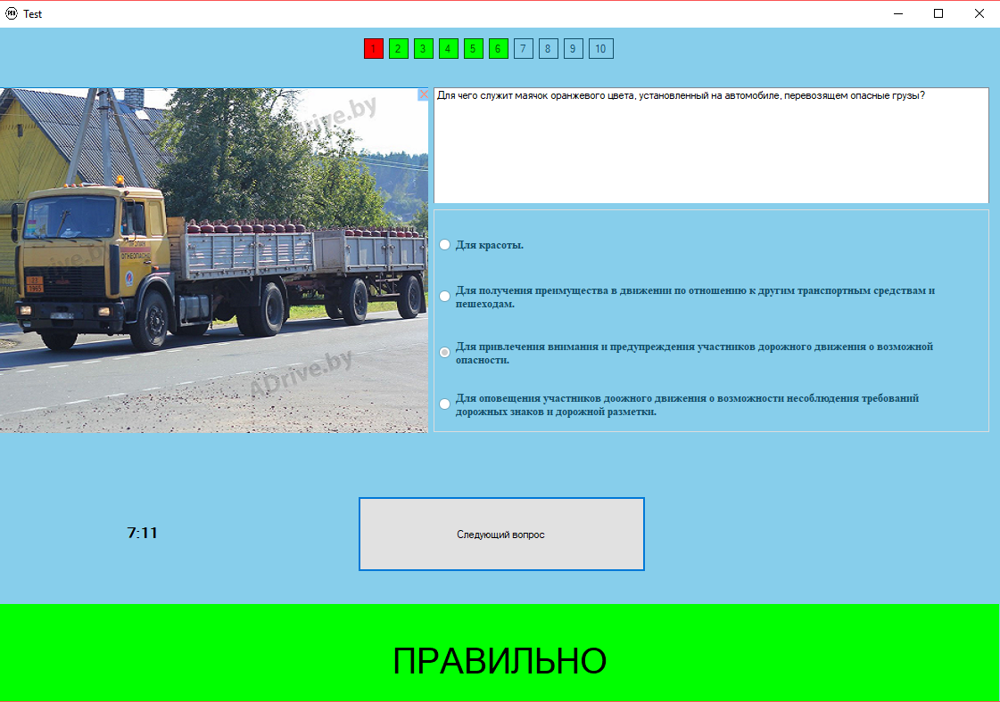 Test
1 2 3 4 5 6 7 8 9 10
ADrive.by
ОГНЕОПАСНО
33
1965
ADrive.by
Для чего служит маячок оранжевого цвета, установленный на автомобиле, перевозящем опасные грузы?
Для красоты.
Для получения преимущества в движении по отношению к другим транспортным средствам и
пешеходам.
Для привлечения внимания и предупреждения участников дорожного движения о возможной
опасности.
Для оповещения участников доожного движения о возможности несоблюдения требований
дорожных знаков и дорожной разметки.
7:11
Следующий вопрос
ПРАВИЛЬНО